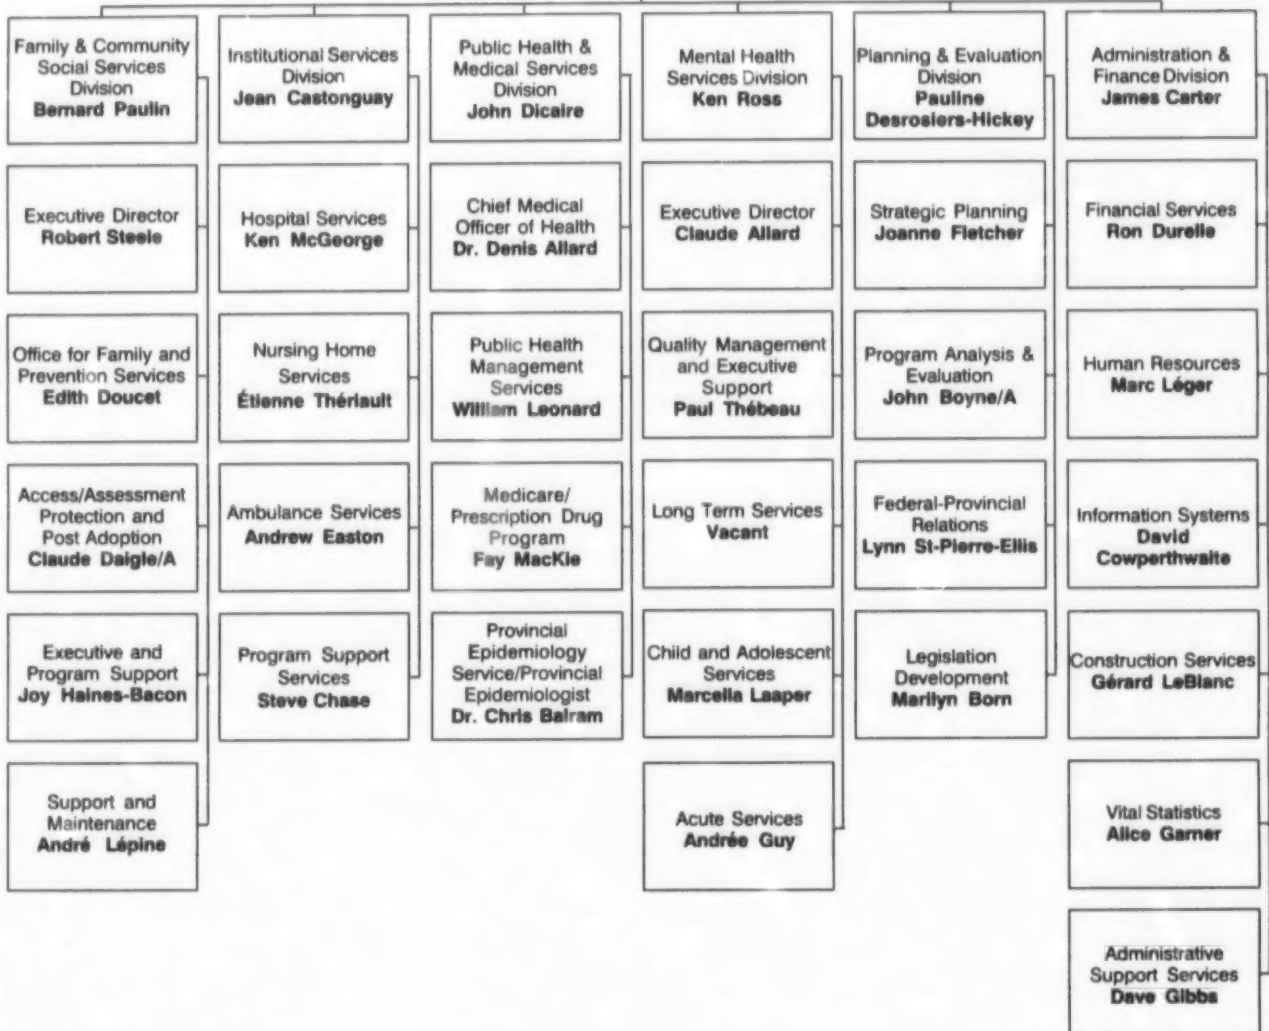 Family & Community
Social Services
Division
Bernard Paulin
Executive Director
Robert Steele
Office for Family and
Prevention Services
Edith Doucet
Access/Assessment
Protection and
Post Adoption
Claude Daigle/A
Executive and
Program Support
Joy Haines-Bacon
Support and
Maintenance
André Lépine
Institutional Services
Division
Jean Castonguay
Hospital Services
Ken McGeorge
Nursing Home
Services
Étienne Thériault
Ambulance Services
Andrew Easton
Program Support
Services
Steve Chase
Public Health &
Medical Services
Division
John Dicaire
Chief Medical
Officer of Health
Dr. Denis Allard
Public Health
Management
Services
William Leonard
Medicare/
Prescription Drug
Program
Fay MacKie
Provincial
Epidemiology
Service/Provincial
Epidemiologist
Dr. Chris Balram
Mental Health
Services Division
Ken Ross
Executive Director
Claude Allard
Quality Management
and Executive
Support
Paul Thébeau
Long Term Services
Vacant
Child and Adolescent
Services
Marcella Laaper
Acute Services
Andrée Guy
Planning & Evaluation
Division
Pauline
Desrosiers-Hickey
Strategic Planning
Joanne Fletcher
Program Analysis &
Evaluation
John Boyne/A
Federal-Provincial
Relations
Lynn St-Pierre-Ellis
Legislation
Development
Marilyn Born
Administration &
Finance Division
James Carter
Financial Services
Ron Durelle
Human Resources
Marc Léger
Information Systems
David
Cowperthwaite
Construction Services
Gérard LeBlanc
Vital Statistics
Alice Garner
Administrative
Support Services
Dave Gibbs